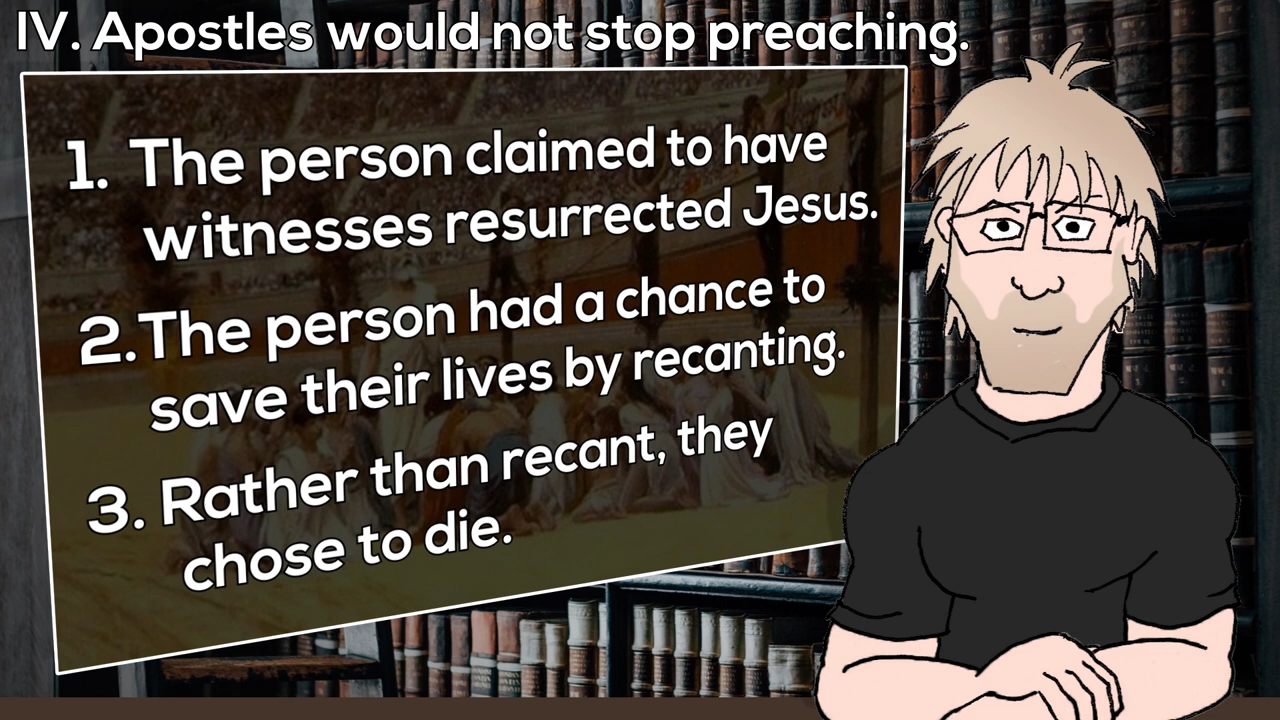 IV. Apostles would not stop preaching.
1. The person claimed to have
witnesses resurrected Jesus.
2. The person had a chance to
save their lives by recanting.
3. Rather than recant, they
chose to die.